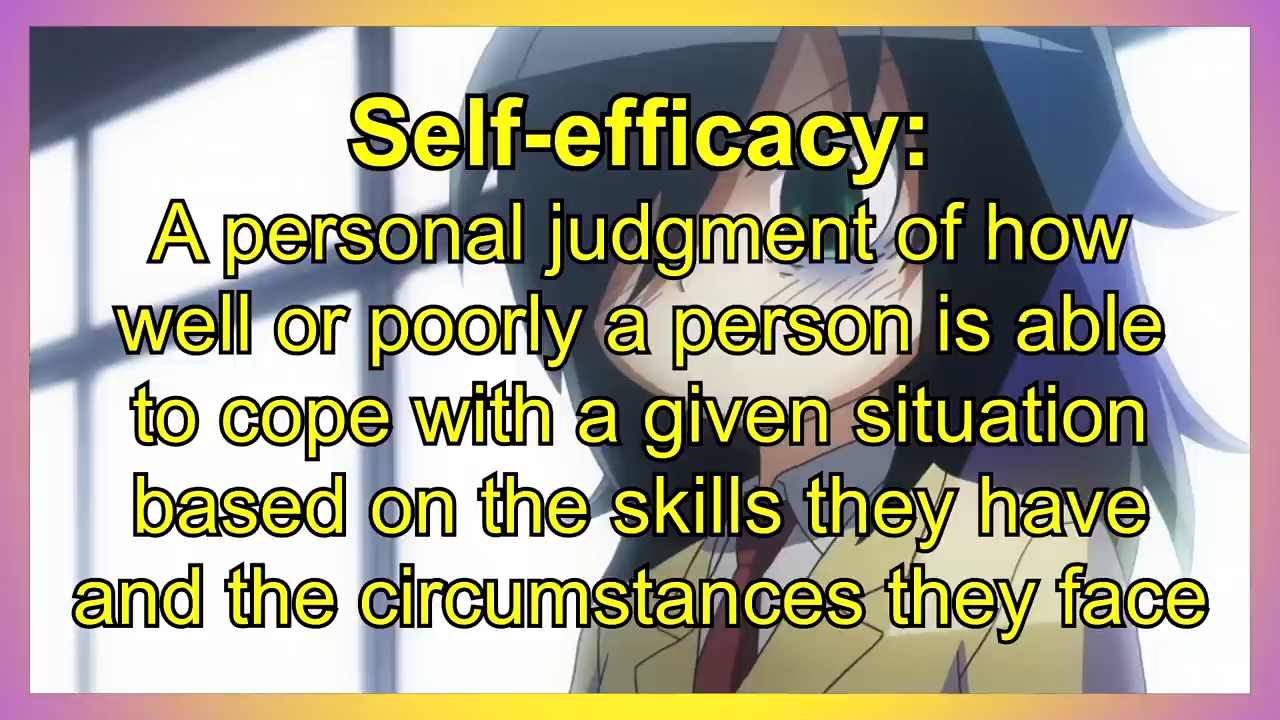 Self-efficacy:
A personal judgment of how
well or poorly a person is able
to cope with a given situation
based on the skills they have
and the circumstances they face